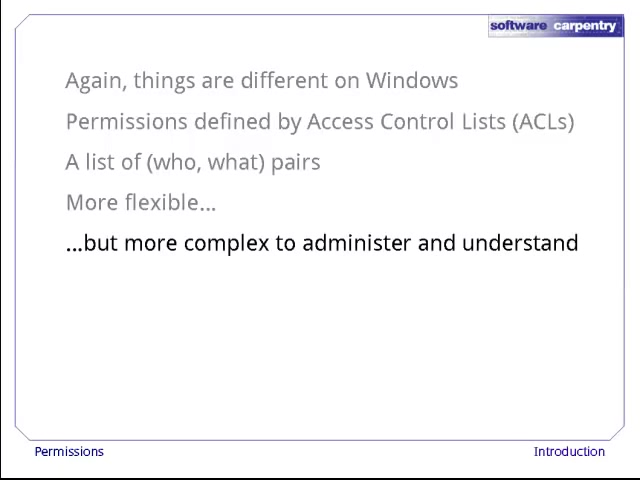 software carpentry
Again, things are different on Windows
Permissions defined by Access Control Lists (ACLs)
A list of (who, what) pairs
More flexible...
...but more complex to administer and understand
Permissions
Introduction